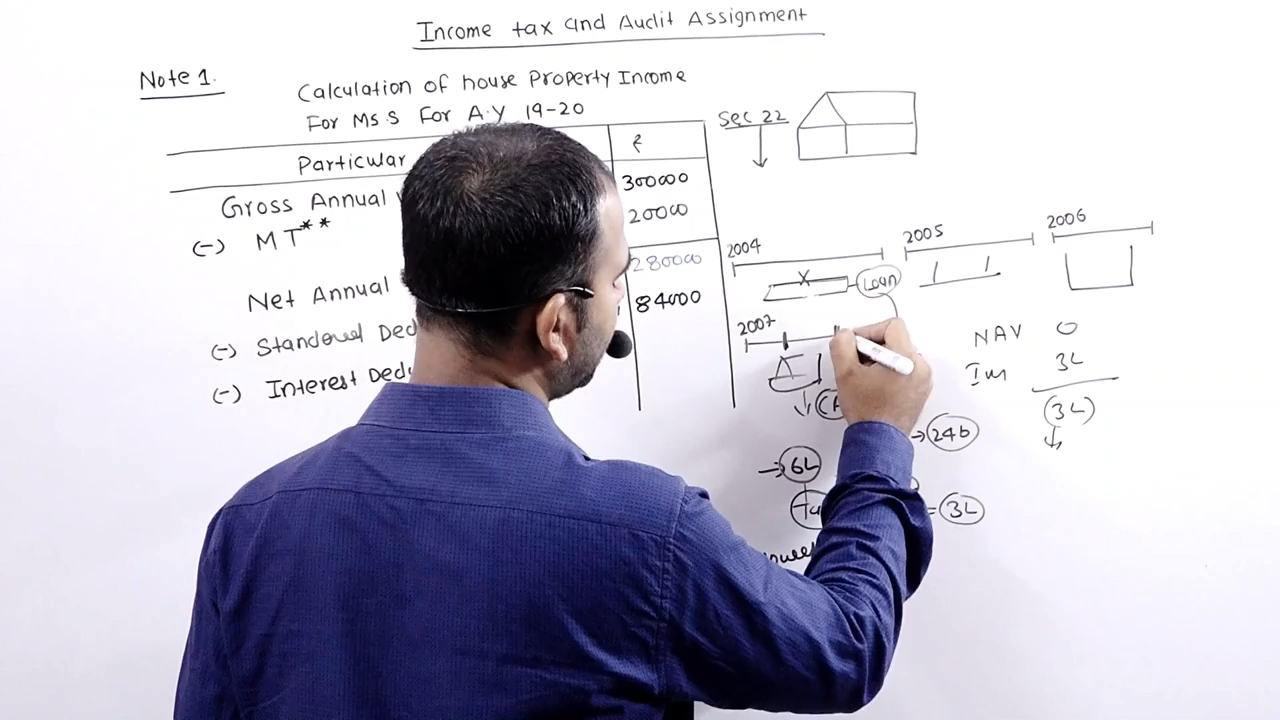 Income tax and Audit Assignment
Note 1.
Calculation of house Property Income
For Ms.S For A.Y 19-20
Particular ₹
Gross Annual 300000
(-) MT** 20000
280000
Net Annual
(-) Standered Ded 84000
(-) Interest Ded
Sec 22
2004 2005 2006
x Loan
2007
NAV 0
Int 3L
(3L)
→ 24b
→ 6L
= 3L